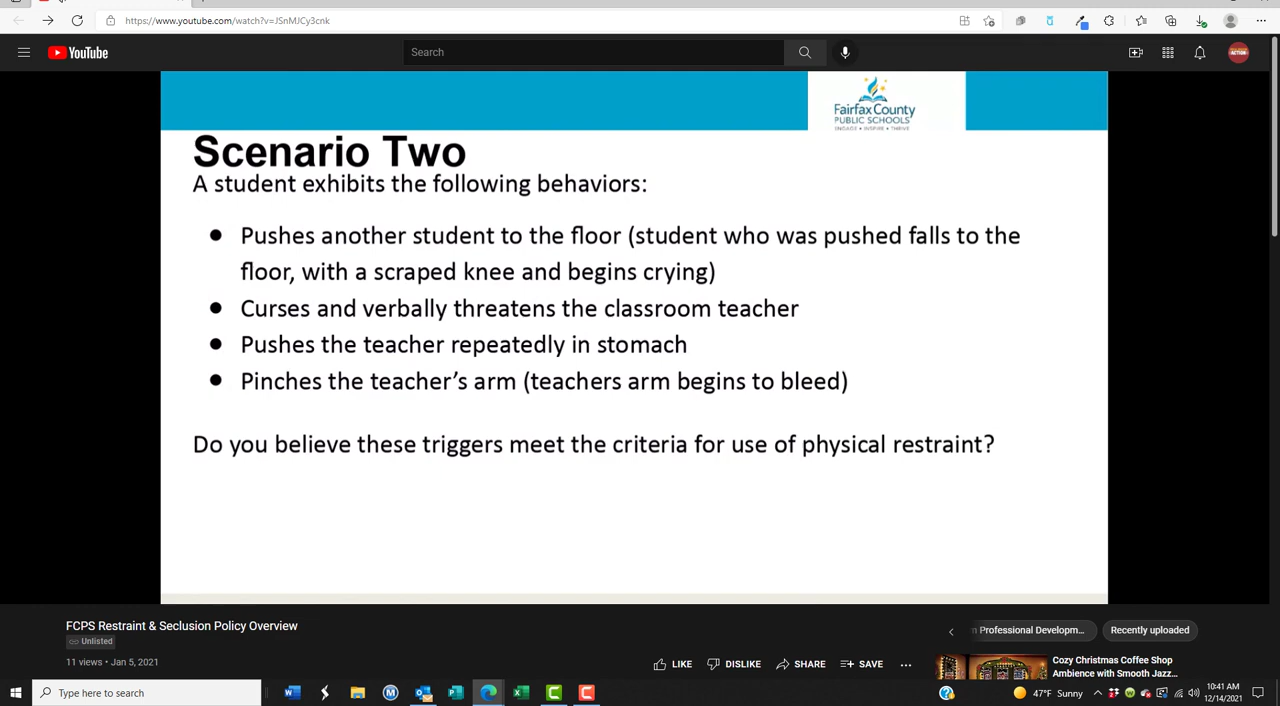 https://www.youtube.com/watch?v=JSnMJCy3cnk
YouTube
Search
Fairfax County
PUBLIC SCHOOLS
ENGAGE • INSPIRE • THRIVE
Scenario Two
A student exhibits the following behaviors:
● Pushes another student to the floor (student who was pushed falls to the
floor, with a scraped knee and begins crying)
● Curses and verbally threatens the classroom teacher
● Pushes the teacher repeatedly in stomach
● Pinches the teacher's arm (teachers arm begins to bleed)
Do you believe these triggers meet the criteria for use of physical restraint?
FCPS Restraint & Seclusion Policy Overview
Unlisted
11 views • Jan 5, 2021
LIKE
DISLIKE
SHARE
SAVE
Professional Developm...
Recently uploaded
Cozy Christmas Coffee Shop
Ambience with Smooth Jazz...
Type here to search
47°F Sunny
10:41 AM
12/14/2021